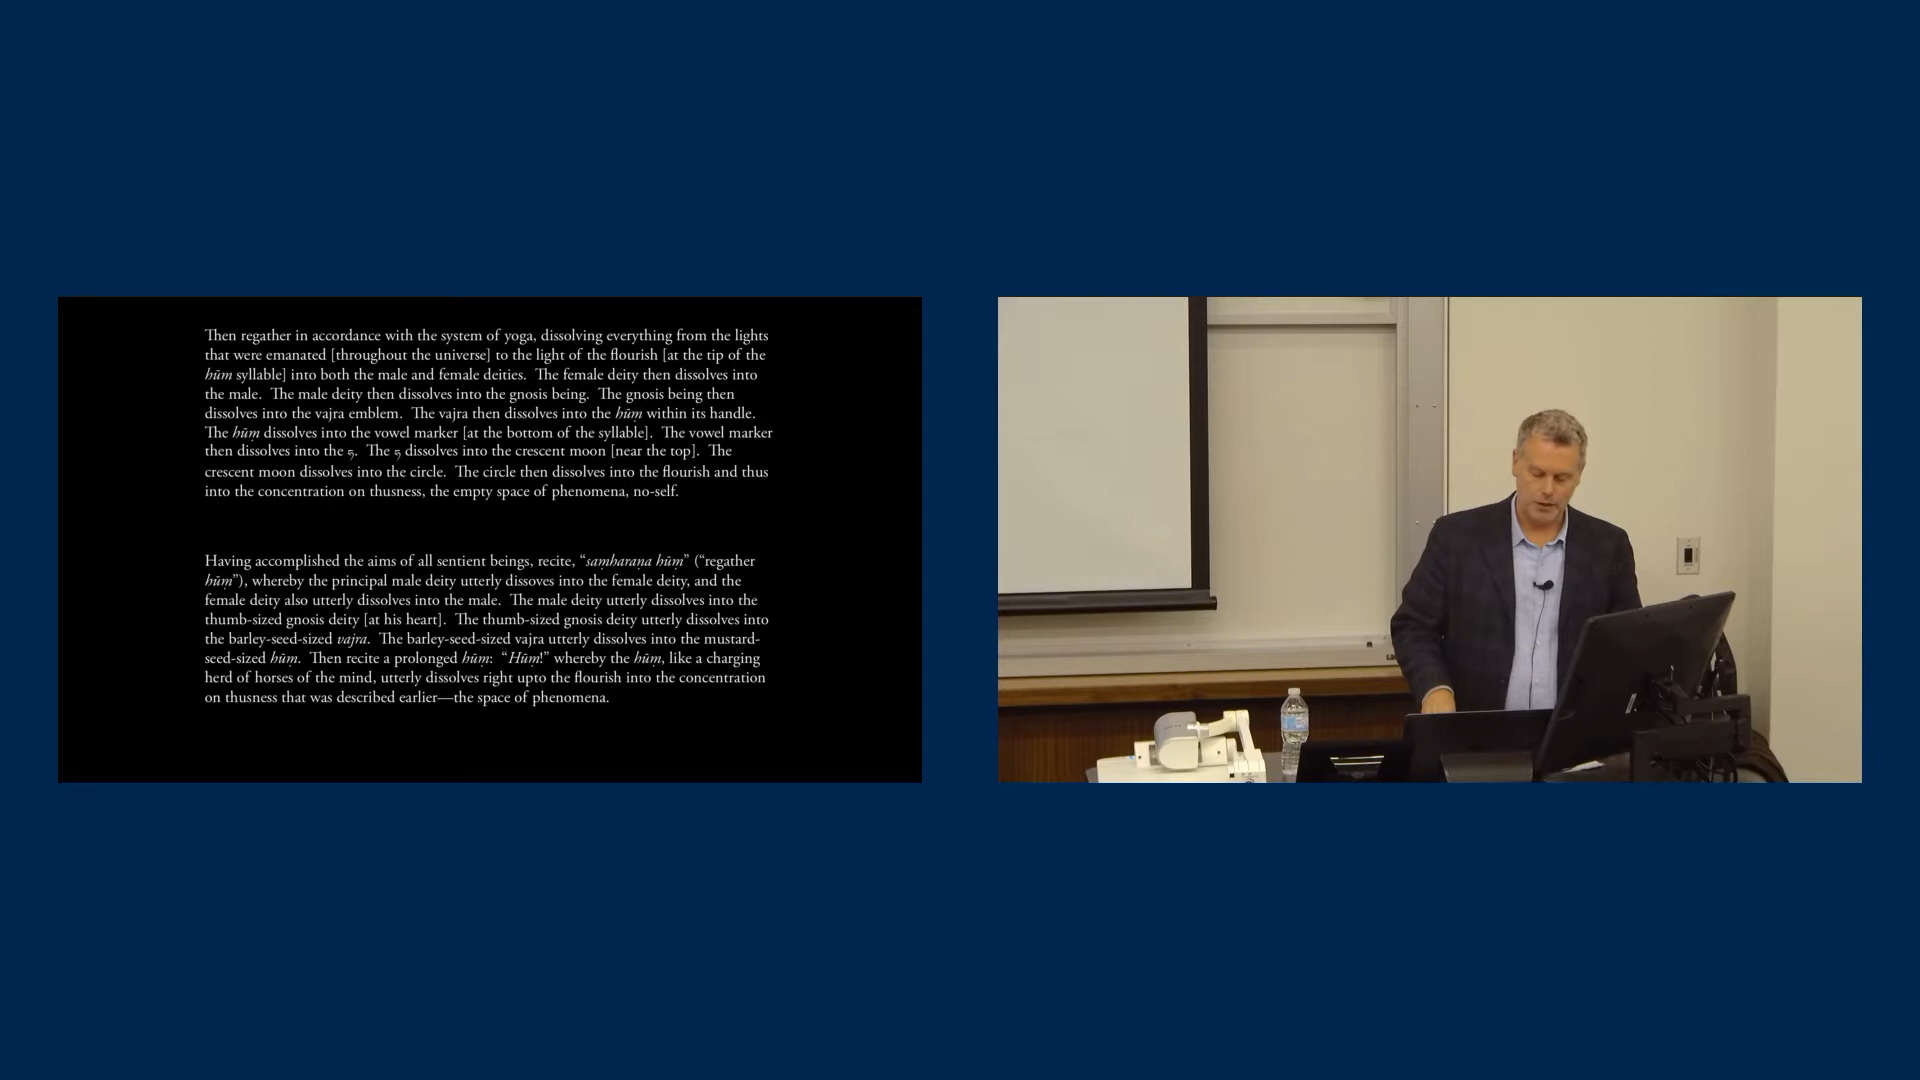 Then regather in accordance with the system of yoga, dissolving everything from the lights
that were emanated [throughout the universe] to the light of the flourish [at the tip of the
hūṃ syllable] into both the male and female deities.  The female deity then dissolves into
the male.  The male deity then dissolves into the gnosis being.  The gnosis being then
dissolves into the vajra emblem.  The vajra then dissolves into the hūṃ within its handle.
The hūṃ dissolves into the vowel marker [at the bottom of the syllable].  The vowel marker
then dissolves into the ཧ.  The ཧ dissolves into the crescent moon [near the top].  The
crescent moon dissolves into the circle.  The circle then dissolves into the flourish and thus
into the concentration on thusness, the empty space of phenomena, no-self.
Having accomplished the aims of all sentient beings, recite, “saṃharaṇa hūṃ” (“regather
hūṃ”), whereby the principal male deity utterly dissoves into the female deity, and the
female deity also utterly dissolves into the male.  The male deity utterly dissolves into the
thumb-sized gnosis deity [at his heart].  The thumb-sized gnosis deity utterly dissolves into
the barley-seed-sized vajra.  The barley-seed-sized vajra utterly dissolves into the mustard-
seed-sized hūṃ.  Then recite a prolonged hūṃ:  “Hūṃ!” whereby the hūṃ, like a charging
herd of horses of the mind, utterly dissolves right upto the flourish into the concentration
on thusness that was described earlier—the space of phenomena.